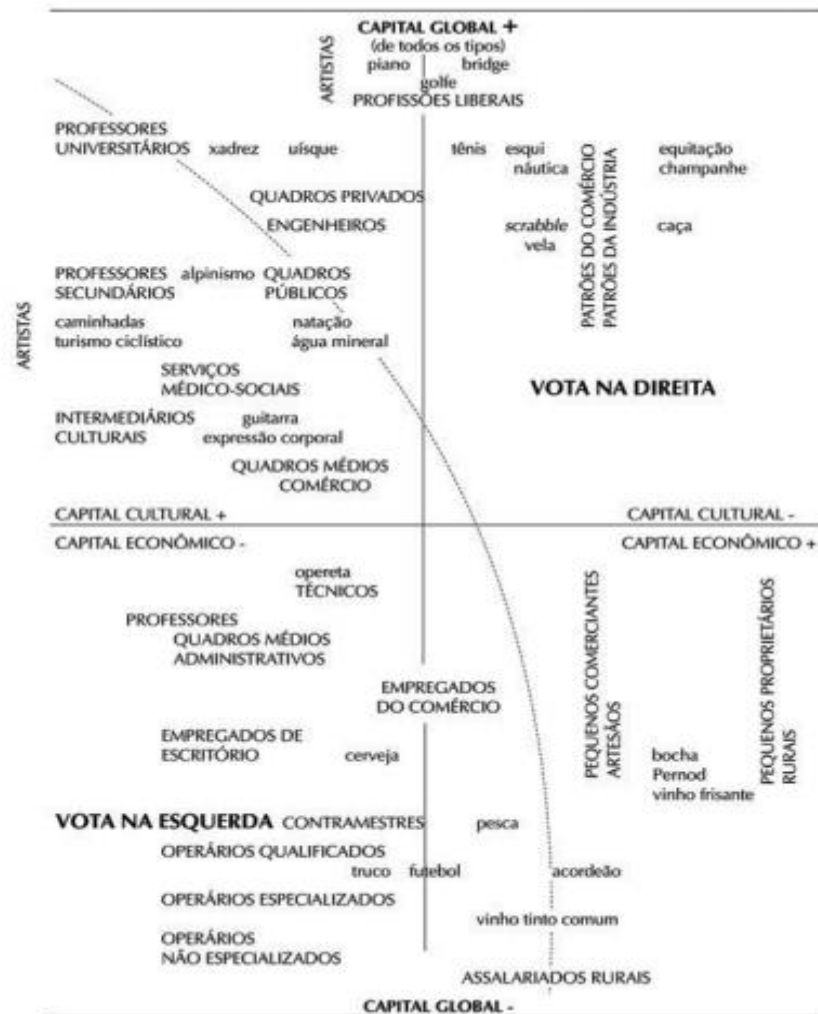 CAPITAL GLOBAL +
(de todos os tipos)
piano bridge
golfe
PROFISSÕES LIBERAIS
ARTISTAS
PROFESSORES
UNIVERSITÁRIOS xadrez uísque
tênis esqui
náutica
equitação
champanhe
PATRÕES DO COMÉRCIO
PATRÕES DA INDÚSTRIA
QUADROS PRIVADOS
ENGENHEIROS
scrabble
vela
caça
PROFESSORES alpinismo QUADROS
SECUNDÁRIOS PÚBLICOS
ARTISTAS
caminhadas natação
turismo ciclístico água mineral
SERVIÇOS
MÉDICO-SOCIAIS
VOTA NA DIREITA
INTERMEDIÁRIOS guitarra
CULTURAIS expressão corporal
QUADROS MÉDIOS
COMÉRCIO
CAPITAL CULTURAL + CAPITAL CULTURAL -
CAPITAL ECONÔMICO - CAPITAL ECONÔMICO +
opereta
TÉCNICOS
PROFESSORES
QUADROS MÉDIOS
ADMINISTRATIVOS
EMPREGADOS
DO COMÉRCIO
PEQUENOS COMERCIANTES
ARTESÃOS
PEQUENOS PROPRIETÁRIOS
RURAIS
EMPREGADOS DE
ESCRITÓRIO cerveja
bocha
Pernod
vinho frisante
VOTA NA ESQUERDA CONTRAMESTRES pesca
OPERÁRIOS QUALIFICADOS
truco futebol acordeão
OPERÁRIOS ESPECIALIZADOS
vinho tinto comum
OPERÁRIOS
NÃO ESPECIALIZADOS
ASSALARIADOS RURAIS
CAPITAL GLOBAL -